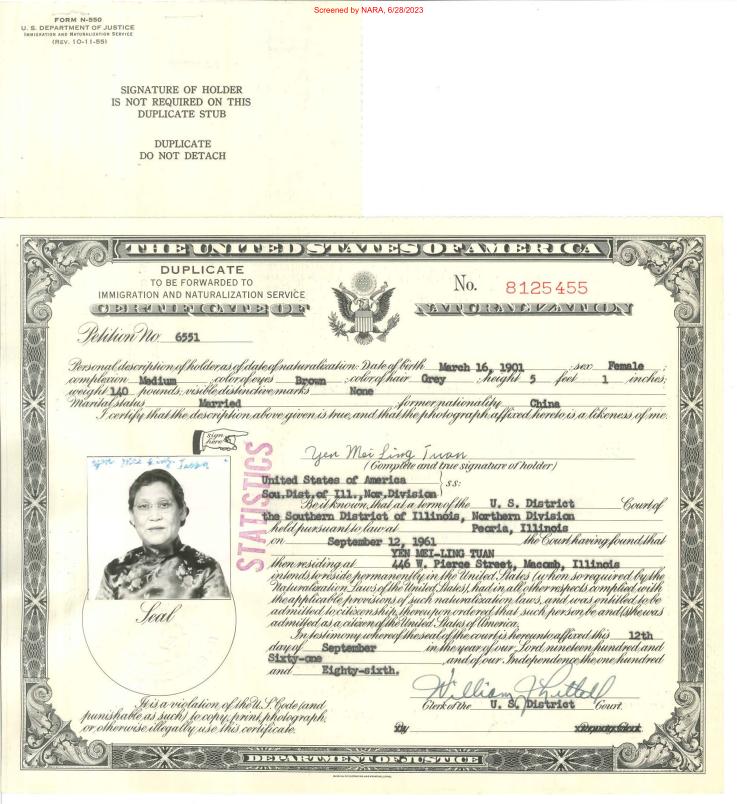 Screened by NARA, 6/28/2023
FORM N-550
U. S. DEPARTMENT OF JUSTICE
IMMIGRATION AND NATURALIZATION SERVICE
(REV. 10-11-55)
SIGNATURE OF HOLDER
IS NOT REQUIRED ON THIS
DUPLICATE STUB
DUPLICATE
DO NOT DETACH
THE UNITED STATES OF AMERICA
DUPLICATE
TO BE FORWARDED TO
IMMIGRATION AND NATURALIZATION SERVICE
No. 8125455
CERTIFICATE OF NATURALIZATION
Petition No 6551
Personal description of holder as of date of naturalization: Date of birth March 16, 1901 ; sex Female ;
complexion Medium ; color of eyes Brown ; color of hair Grey ; height 5 feet 1 inches;
weight 140 pounds; visible distinctive marks None
Marital status Married ; former nationality China
I certify that the description above given is true, and that the photograph affixed hereto is a likeness of me.
sign here
STATISTICS
Yen Mei Ling Tuan
(Complete and true signature of holder)
Yen Mei Ling Tuan
United States of America
Sou.Dist.of Ill.,Nor.Division } ss:
Be it known, that at a term of the U. S. District Court of
the Southern District of Illinois, Northern Division
held pursuant to law at Peoria, Illinois
on September 12, 1961 the Court having found that
YEN MEI-LING TUAN
then residing at 446 W. Pierce Street, Macomb, Illinois
intends to reside permanently in the United States (when so required by the
Naturalization Laws of the United States), had in all other respects complied with
the applicable provisions of such naturalization laws, and was entitled to be
admitted to citizenship, thereupon ordered that such person be and (s)he was
admitted as a citizen of the United States of America.
In testimony whereof the seal of the court is hereunto affixed this 12th
day of September in the year of our Lord nineteen hundred and
Sixty-one and of our Independence the one hundred
and Eighty-sixth.
Seal
William J Littell
Clerk of the U. S. District Court.
It is a violation of the U. S. Code (and
punishable as such) to copy, print, photograph,
or otherwise illegally use this certificate.
By
DEPARTMENT OF JUSTICE